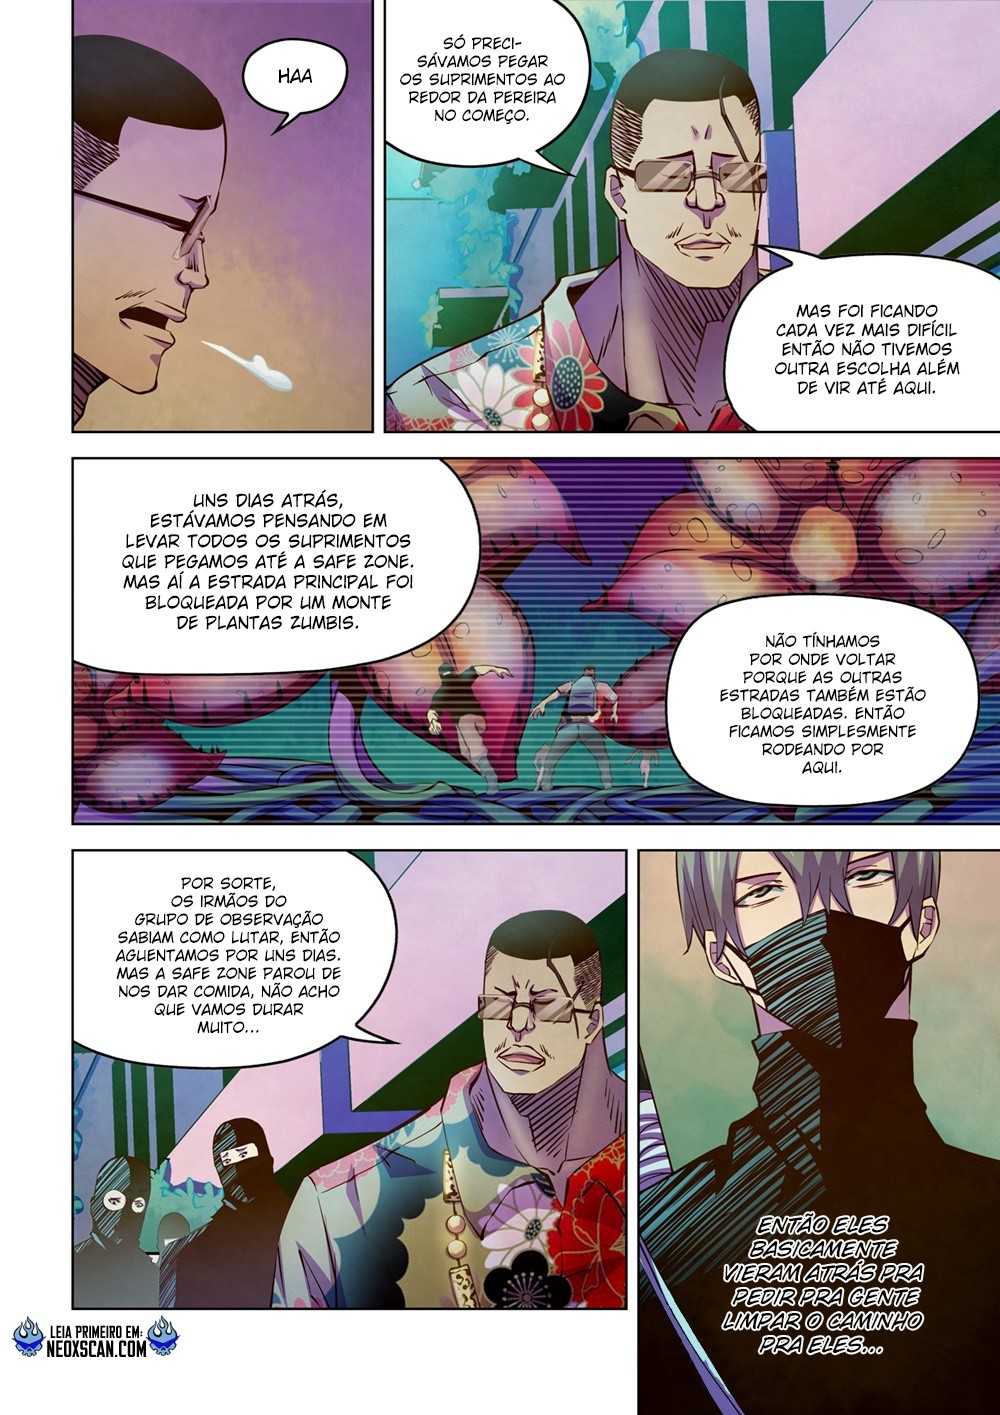 HAA
SÓ PRECI-
SÁVAMOS PEGAR
OS SUPRIMENTOS AO
REDOR DA PEREIRA
NO COMEÇO.
MAS FOI FICANDO
CADA VEZ MAIS DIFÍCIL
ENTÃO NÃO TIVEMOS
OUTRA ESCOLHA ALÉM
DE VIR ATÉ AQUI.
UNS DIAS ATRÁS,
ESTÁVAMOS PENSANDO EM
LEVAR TODOS OS SUPRIMENTOS
QUE PEGAMOS ATÉ A SAFE ZONE.
MAS AÍ A ESTRADA PRINCIPAL FOI
BLOQUEADA POR UM MONTE
DE PLANTAS ZUMBIS.
NÃO TÍNHAMOS
POR ONDE VOLTAR
PORQUE AS OUTRAS
ESTRADAS TAMBÉM ESTÃO
BLOQUEADAS. ENTÃO
FICAMOS SIMPLESMENTE
RODEANDO POR
AQUI.
POR SORTE,
OS IRMÃOS DO
GRUPO DE OBSERVAÇÃO
SABIAM COMO LUTAR, ENTÃO
AGUENTAMOS POR UNS DIAS.
MAS A SAFE ZONE PAROU DE
NOS DAR COMIDA, NÃO ACHO
QUE VAMOS DURAR
MUITO...
ENTÃO ELES
BASICAMENTE
VIERAM ATRÁS PRA
PEDIR PRA GENTE
LIMPAR O CAMINHO
PRA ELES...
LEIA PRIMEIRO EM:
NEOXSCAN.COM